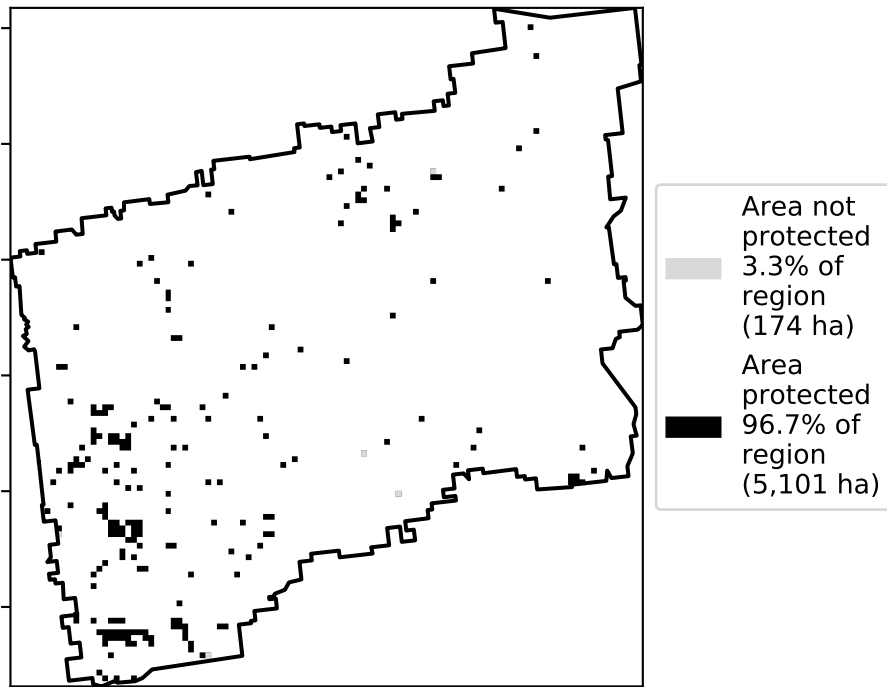 Area not
protected
3.3% of
region
(174 ha)
Area
protected
96.7% of
region
(5,101 ha)